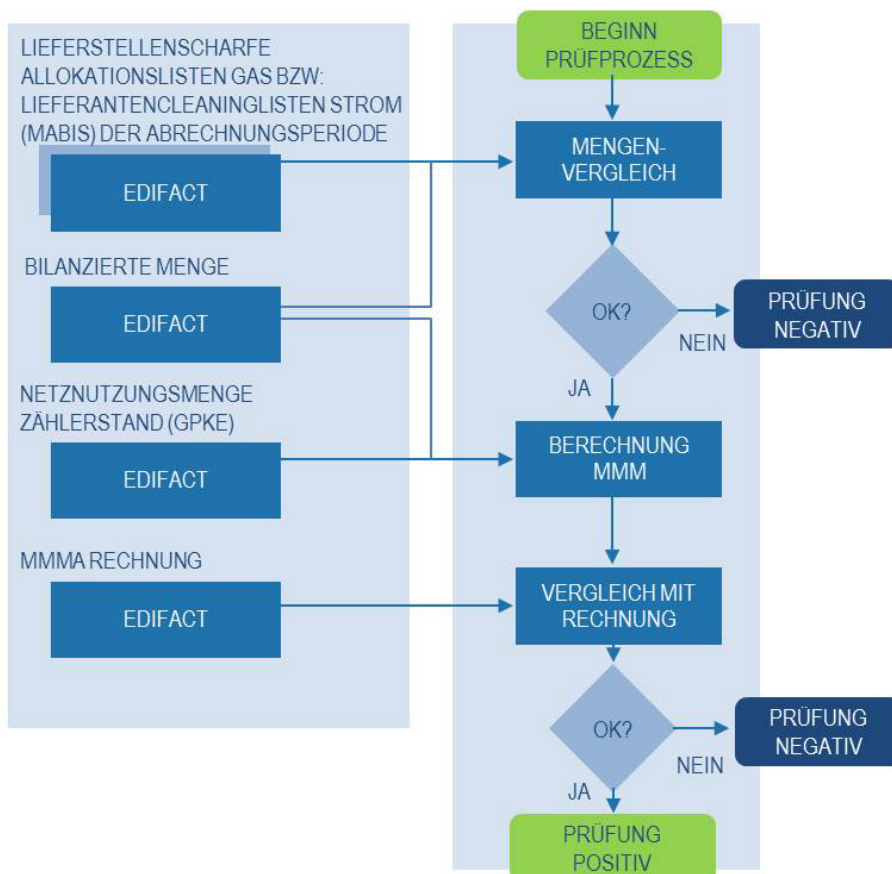 LIEFERSTELLENSCHARFE
ALLOKATIONSLISTEN GAS BZW:
LIEFERANTENCLEANINGLISTEN STROM
(MABIS) DER ABRECHNUNGSPERIODE
EDIFACT
BILANZIERTE MENGE
EDIFACT
NETZNUTZUNGSMENGE
ZÄHLERSTAND (GPKE)
EDIFACT
MMMA RECHNUNG
EDIFACT
BEGINN
PRÜFPROZESS
MENGEN-
VERGLEICH
OK?
NEIN
PRÜFUNG
NEGATIV
JA
BERECHNUNG
MMM
VERGLEICH MIT
RECHNUNG
OK?
NEIN
PRÜFUNG
NEGATIV
JA
PRÜFUNG
POSITIV